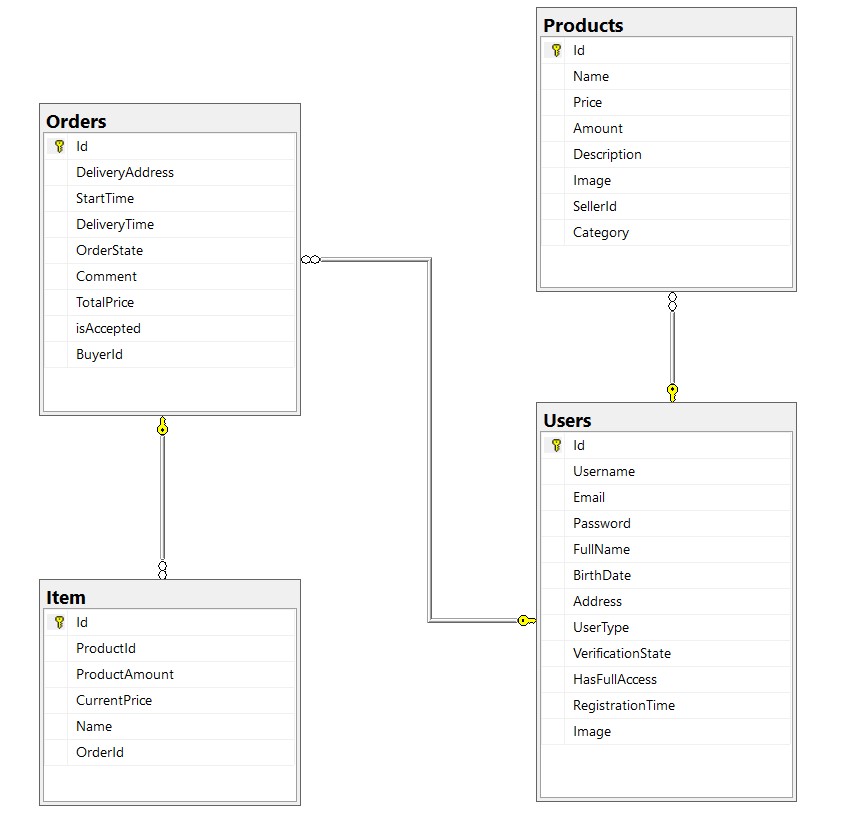 Products
Id
Name
Price
Amount
Description
Image
SellerId
Category
Orders
Id
DeliveryAddress
StartTime
DeliveryTime
OrderState
Comment
TotalPrice
isAccepted
BuyerId
Users
Id
Username
Email
Password
FullName
BirthDate
Address
UserType
VerificationState
HasFullAccess
RegistrationTime
Image
Item
Id
ProductId
ProductAmount
CurrentPrice
Name
OrderId